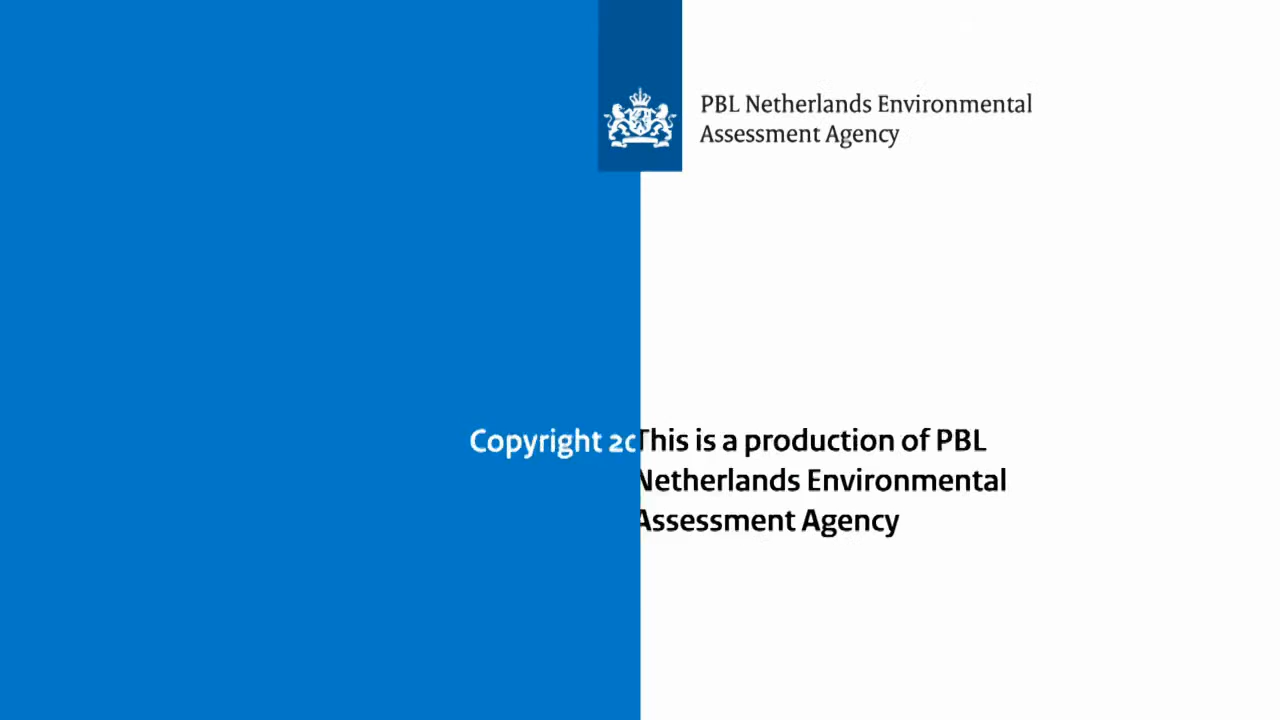 PBL Netherlands Environmental
Assessment Agency
Copyright
This is a production of PBL
Netherlands Environmental
Assessment Agency